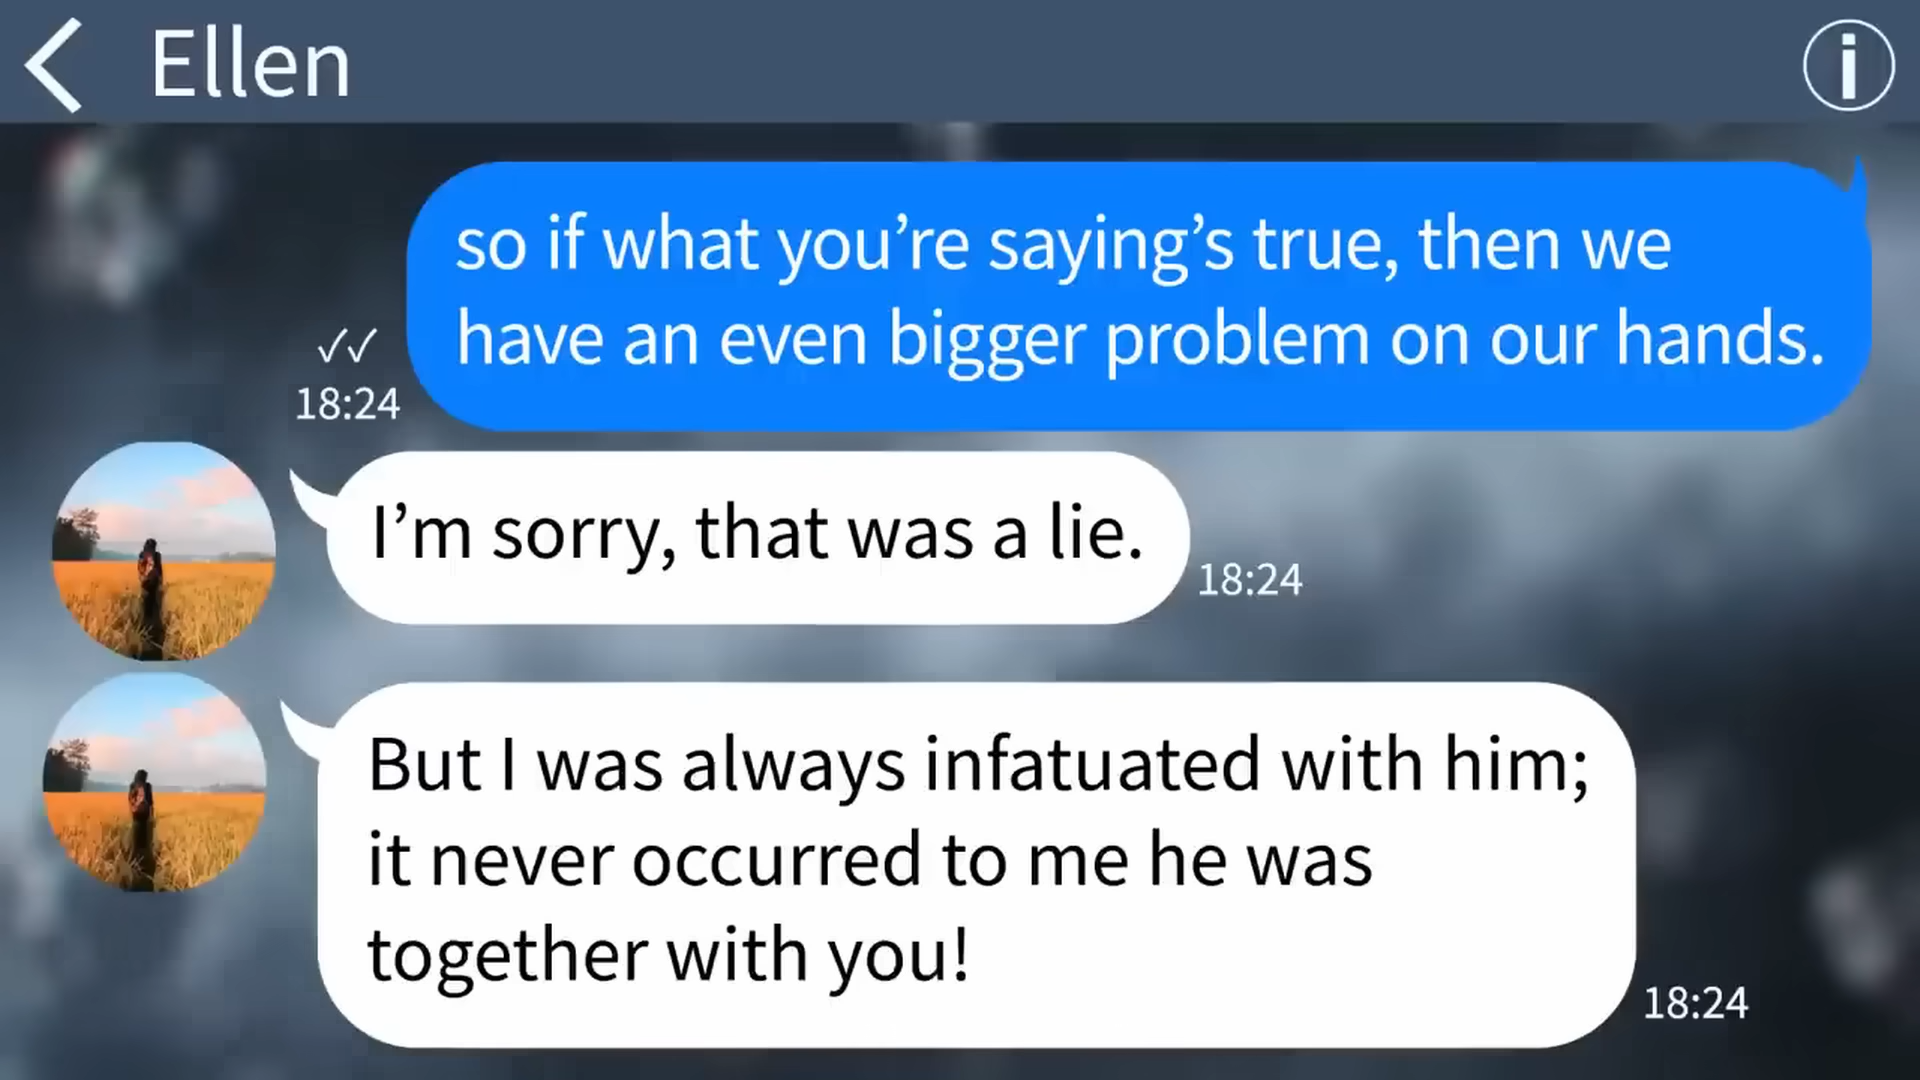 Ellen
so if what you’re saying’s true, then we
have an even bigger problem on our hands.
✓✓
18:24
I’m sorry, that was a lie.
18:24
But I was always infatuated with him;
it never occurred to me he was
together with you!
18:24